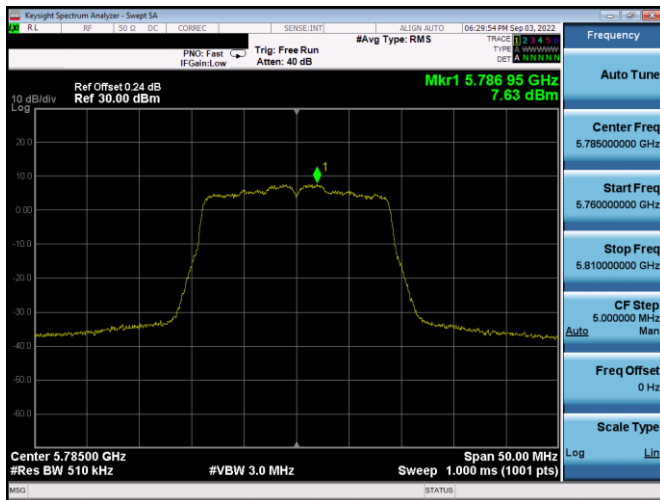 Keysight Spectrum Analyzer - Swept SA
RL RF 50 Ω DC CORREC SENSE:INT ALIGN AUTO 06:29:54 PM Sep 03, 2022
#Avg Type: RMS
TRACE 1 2 3 4 5 6
PNO: Fast Trig: Free Run
TYPE A WWWWW
IFGain:Low Atten: 40 dB
DET A N N N N N
Mkr1 5.786 95 GHz
7.63 dBm
Ref Offset 0.24 dB
10 dB/div Ref 30.00 dBm
Log
1
20.0
10.0
0.00
-10.0
-20.0
-30.0
-40.0
-50.0
-60.0
Center 5.78500 GHz Span 50.00 MHz
#Res BW 510 kHz #VBW 3.0 MHz Sweep 1.000 ms (1001 pts)
MSG STATUS
Frequency
Auto Tune
Center Freq
5.785000000 GHz
Start Freq
5.760000000 GHz
Stop Freq
5.810000000 GHz
CF Step
5.000000 MHz
Auto Man
Freq Offset
0 Hz
Scale Type
Log Lin